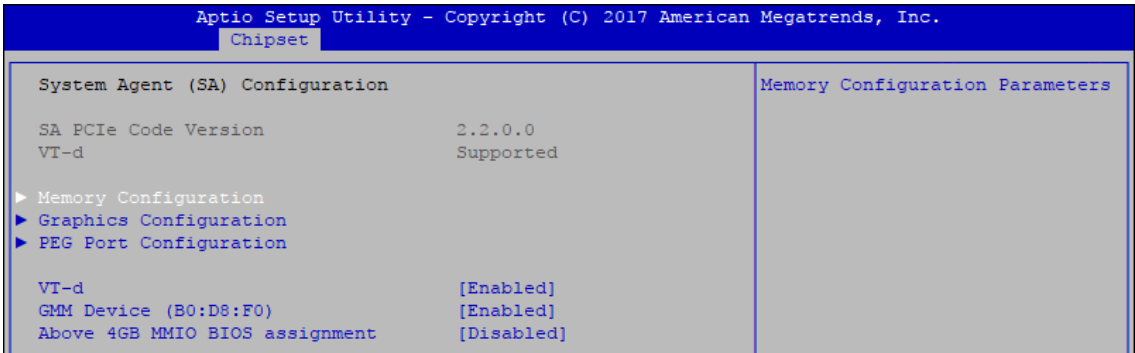 Aptio Setup Utility - Copyright (C) 2017 American Megatrends, Inc.
Chipset
System Agent (SA) Configuration
Memory Configuration Parameters
SA PCIe Code Version 2.2.0.0
VT-d Supported
► Memory Configuration
► Graphics Configuration
► PEG Port Configuration
VT-d [Enabled]
GMM Device (B0:D8:F0) [Enabled]
Above 4GB MMIO BIOS assignment [Disabled]